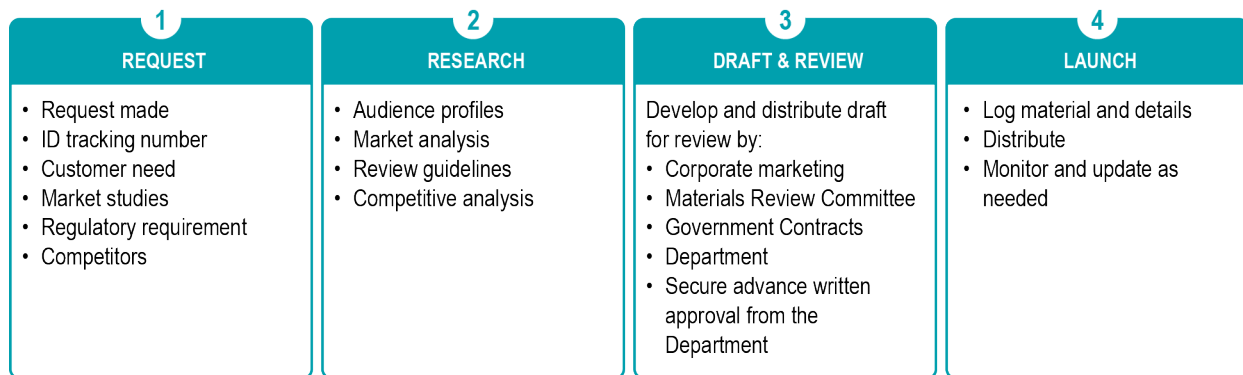 1
REQUEST
• Request made
• ID tracking number
• Customer need
• Market studies
• Regulatory requirement
• Competitors
2
RESEARCH
• Audience profiles
• Market analysis
• Review guidelines
• Competitive analysis
3
DRAFT & REVIEW
Develop and distribute draft
for review by:
• Corporate marketing
• Materials Review Committee
• Government Contracts
• Department
• Secure advance written
approval from the
Department
4
LAUNCH
• Log material and details
• Distribute
• Monitor and update as
needed